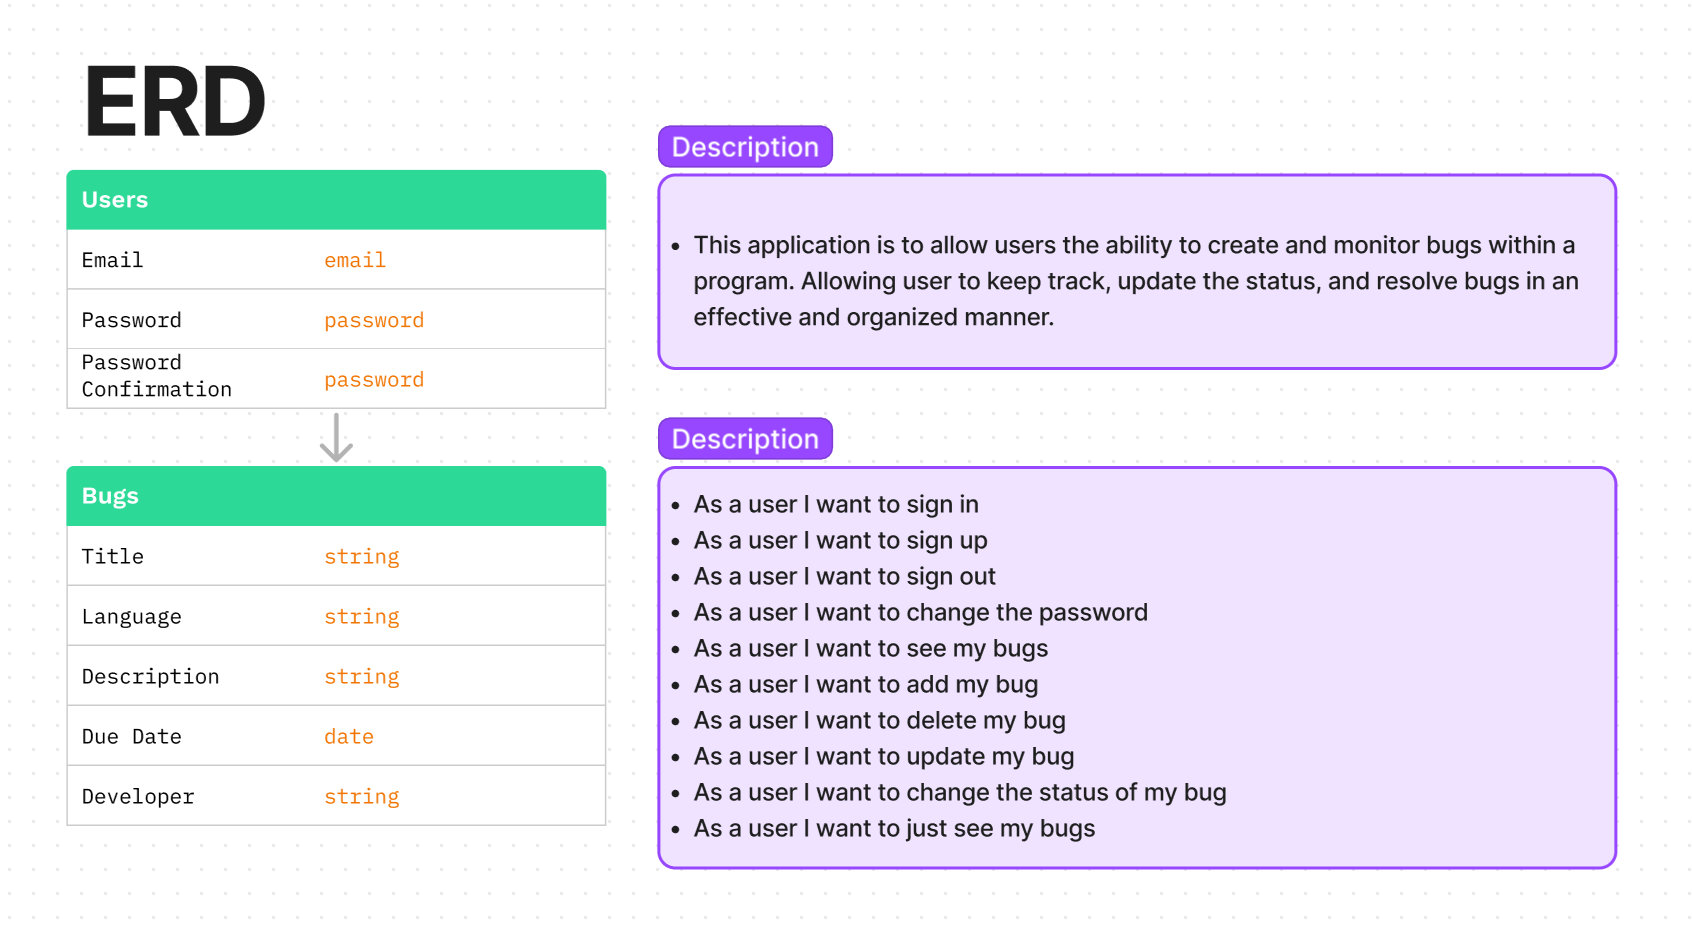 ERD
Users
Email email
Password password
Password
Confirmation password
Bugs
Title string
Language string
Description string
Due Date date
Developer string
Description
• This application is to allow users the ability to create and monitor bugs within a
program. Allowing user to keep track, update the status, and resolve bugs in an
effective and organized manner.
Description
• As a user I want to sign in
• As a user I want to sign up
• As a user I want to sign out
• As a user I want to change the password
• As a user I want to see my bugs
• As a user I want to add my bug
• As a user I want to delete my bug
• As a user I want to update my bug
• As a user I want to change the status of my bug
• As a user I want to just see my bugs